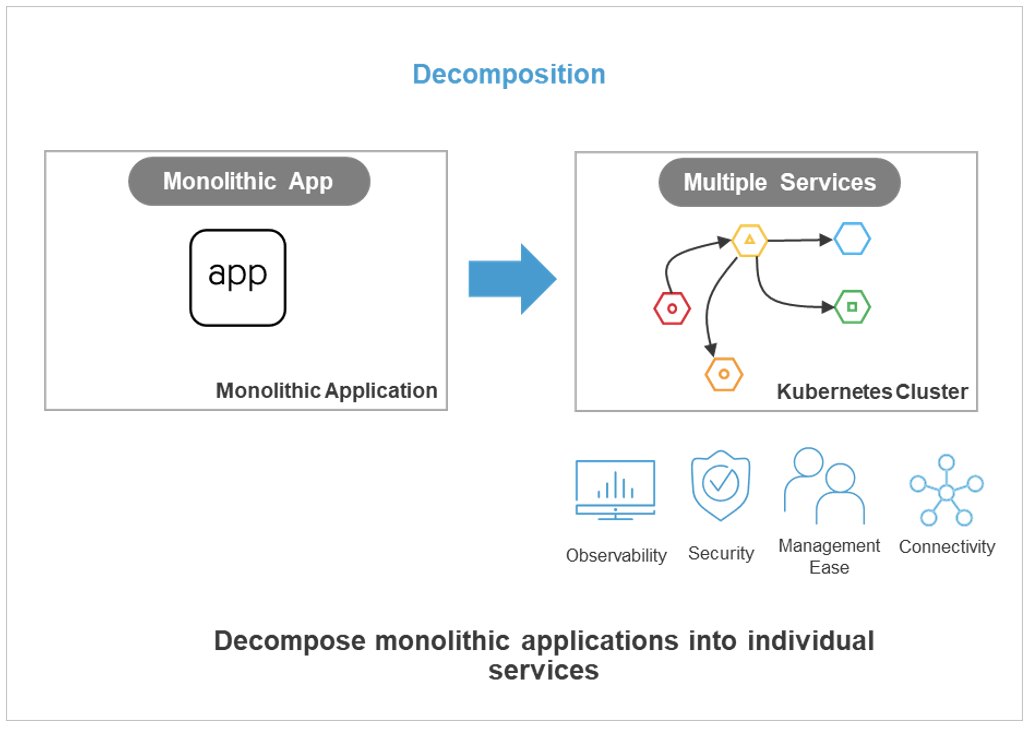 Decomposition
Monolithic App
app
Monolithic Application
Multiple Services
Kubernetes Cluster
Observability
Security
Management
Ease
Connectivity
Decompose monolithic applications into individual
services